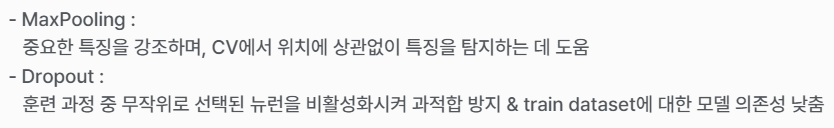 - MaxPooling :
중요한 특징을 강조하며, CV에서 위치에 상관없이 특징을 탐지하는 데 도움
- Dropout :
훈련 과정 중 무작위로 선택된 뉴런을 비활성화시켜 과적합 방지 & train dataset에 대한 모델 의존성 낮춤